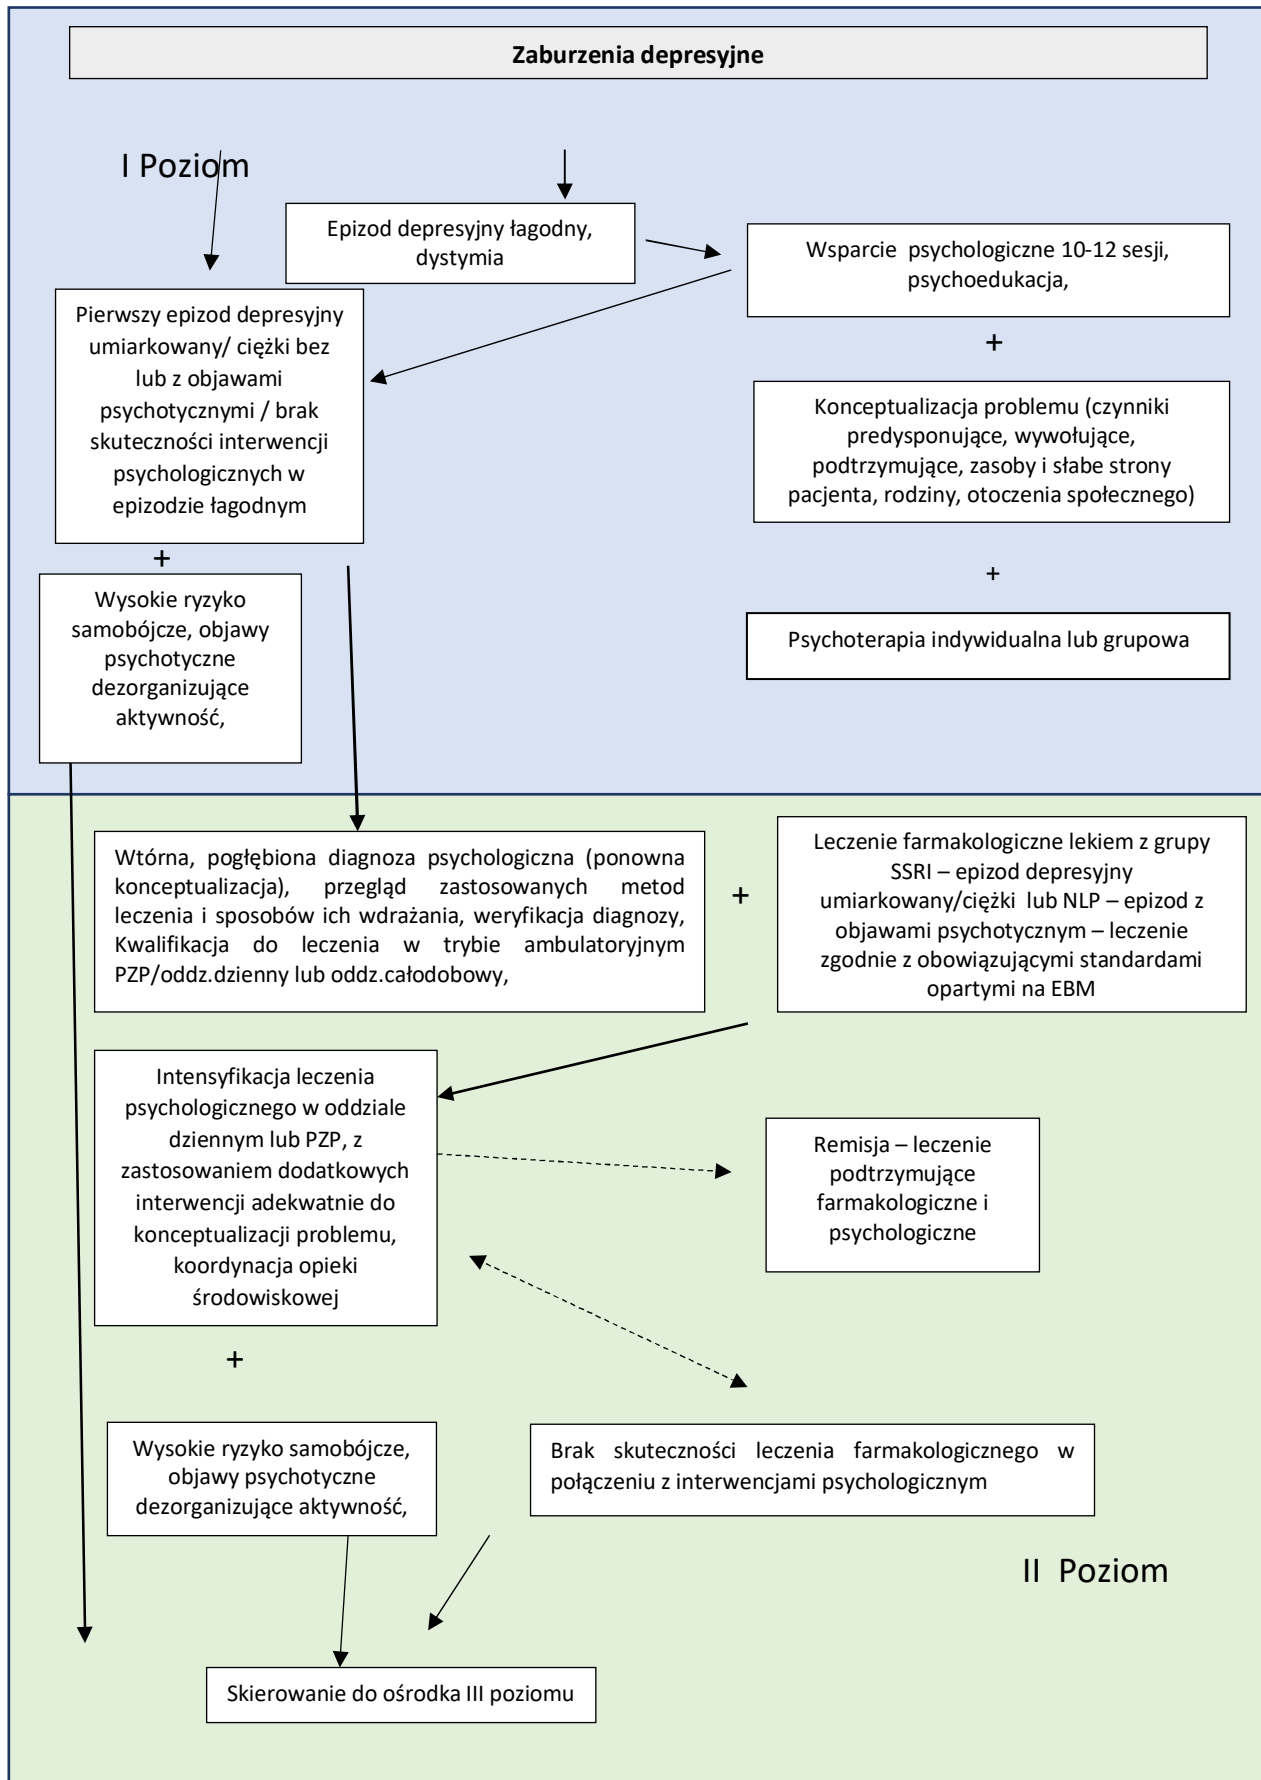 Zaburzenia depresyjne
I Poziom
Epizod depresyjny łagodny,
dystymia
Wsparcie psychologiczne 10-12 sesji,
psychoedukacja,
+
Konceptualizacja problemu (czynniki
predysponujące, wywołujące,
podtrzymujące, zasoby i słabe strony
pacjenta, rodziny, otoczenia społecznego)
+
Psychoterapia indywidualna lub grupowa
Pierwszy epizod depresyjny
umiarkowany/ ciężki bez
lub z objawami
psychotycznymi / brak
skuteczności interwencji
psychologicznych w
epizodzie łagodnym
+
Wysokie ryzyko
samobójcze, objawy
psychotyczne
dezorganizujące
aktywność,
Wtórna, pogłębiona diagnoza psychologiczna (ponowna
konceptualizacja), przegląd zastosowanych metod
leczenia i sposobów ich wdrażania, weryfikacja diagnozy,
Kwalifikacja do leczenia w trybie ambulatoryjnym
PZP/oddz.dzienny lub oddz.całodobowy,
+
Leczenie farmakologiczne lekiem z grupy
SSRI – epizod depresyjny
umiarkowany/ciężki lub NLP – epizod z
objawami psychotycznym – leczenie
zgodnie z obowiązującymi standardami
opartymi na EBM
Intensyfikacja leczenia
psychologicznego w oddziale
dziennym lub PZP, z
zastosowaniem dodatkowych
interwencji adekwatnie do
konceptualizacji problemu,
koordynacja opieki
środowiskowej
Remisja – leczenie
podtrzymujące
farmakologiczne i
psychologiczne
+
Wysokie ryzyko samobójcze,
objawy psychotyczne
dezorganizujące aktywność,
Brak skuteczności leczenia farmakologicznego w
połączeniu z interwencjami psychologicznym
II Poziom
Skierowanie do ośrodka III poziomu